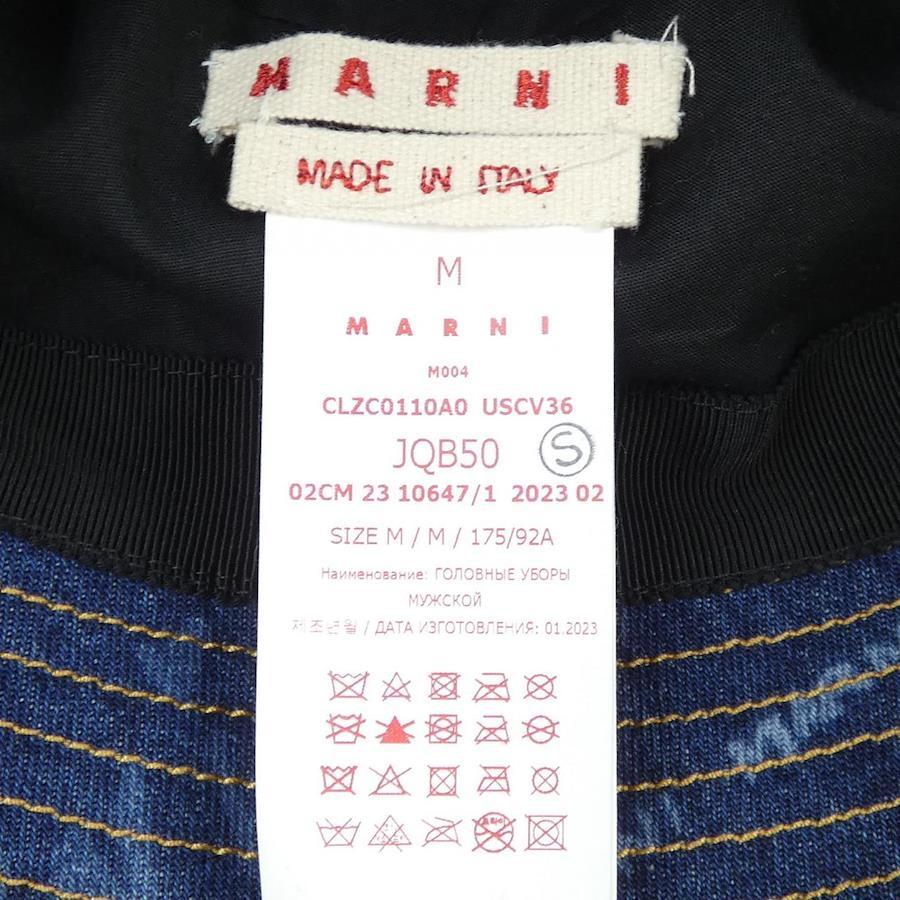 MARNI
MADE IN ITALY
M
MARNI
M004
CLZC0110A0 USCV36
JQB50 S
02CM 23 10647/1 2023 02
SIZE M / M / 175/92A
Наименование: ГОЛОВНЫЕ УБОРЫ
МУЖСКОЙ
제조년월 / ДАТА ИЗГОТОВЛЕНИЯ: 01.2023